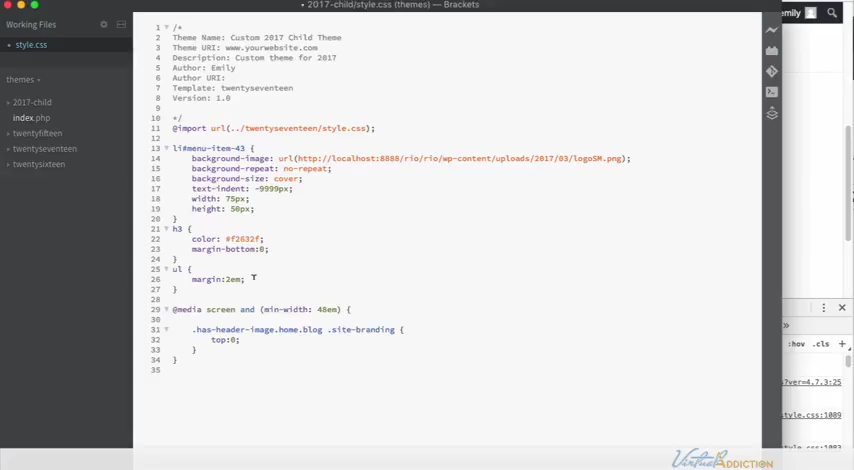 • 2017-child/style.css (themes) — Brackets
Working Files
• style.css
themes
2017-child
index.php
twentyfifteen
twentyseventeen
twentysixteen
1 /*
2 Theme Name: Custom 2017 Child Theme
3 Theme URI: www.yourwebsite.com
4 Description: Custom theme for 2017
5 Author: Emily
6 Author URI:
7 Template: twentyseventeen
8 Version: 1.0
9
10 */
11 @import url(../twentyseventeen/style.css);
12
13 li#menu-item-43 {
14 background-image: url(http://localhost:8888/rio/rio/wp-content/uploads/2017/03/logoSM.png);
15 background-repeat: no-repeat;
16 background-size: cover;
17 text-indent: -9999px;
18 width: 75px;
19 height: 50px;
20 }
21 h3 {
22 color: #f2632f;
23 margin-bottom:0;
24 }
25 ul {
26 margin:2em;
27 }
28
29 @media screen and (min-width: 48em) {
30
31 .has-header-image.home.blog .site-branding {
32 top:0;
33 }
34 }
35
emily
»
:hov .cls +
s?ver=4.7.3:25
style.css:1089
VirtualADDICTION